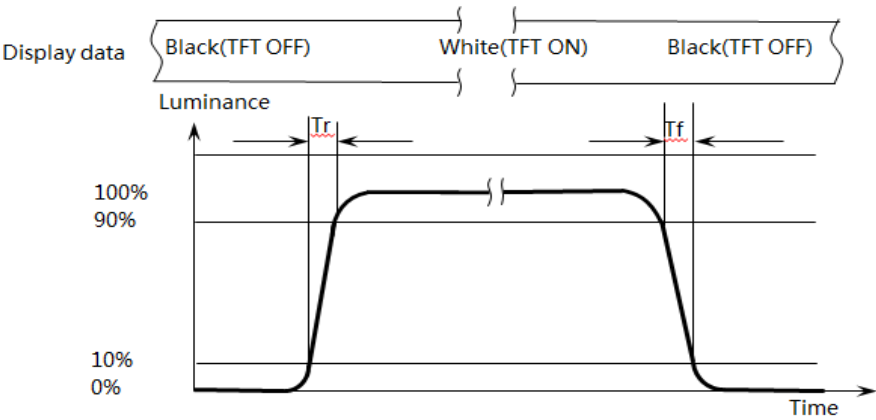 Display data
Black(TFT OFF)
White(TFT ON)
Black(TFT OFF)
Luminance
Tr
Tf
100%
90%
10%
0%
Time